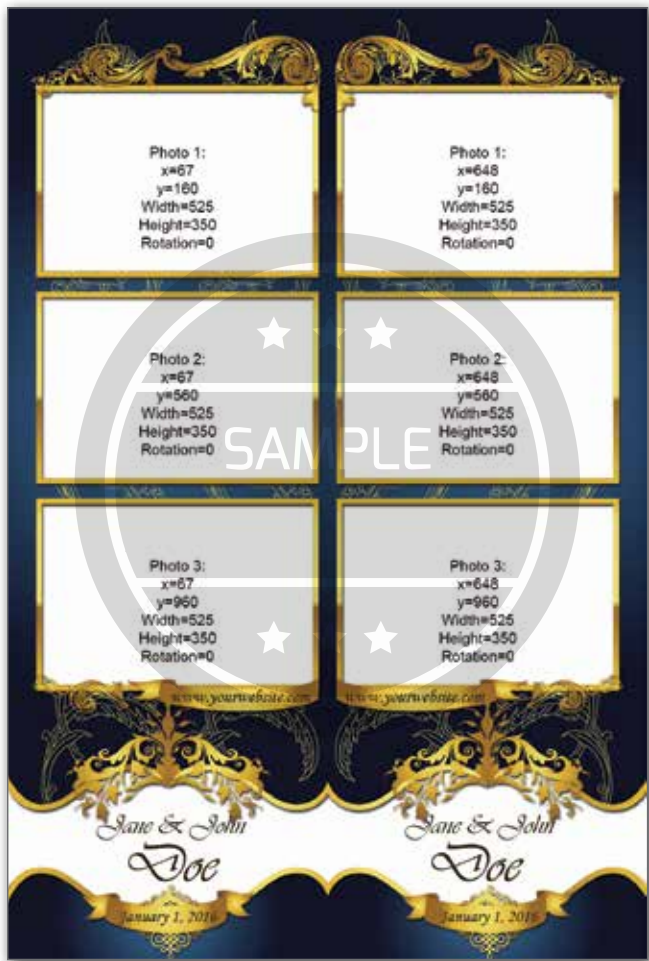 Photo 1:
x=67
y=160
Width=525
Height=350
Rotation=0
Photo 1:
x=648
y=160
Width=525
Height=350
Rotation=0
Photo 2:
x=67
y=560
Width=525
Height=350
Rotation=0
Photo 2:
x=648
y=560
Width=525
Height=350
Rotation=0
SAMPLE
Photo 3:
x=67
y=960
Width=525
Height=350
Rotation=0
Photo 3:
x=648
y=960
Width=525
Height=350
Rotation=0
www.yourwebsite.com
www.yourwebsite.com
Jane & John
Doe
January 1, 2016
Jane & John
Doe
January 1, 2016